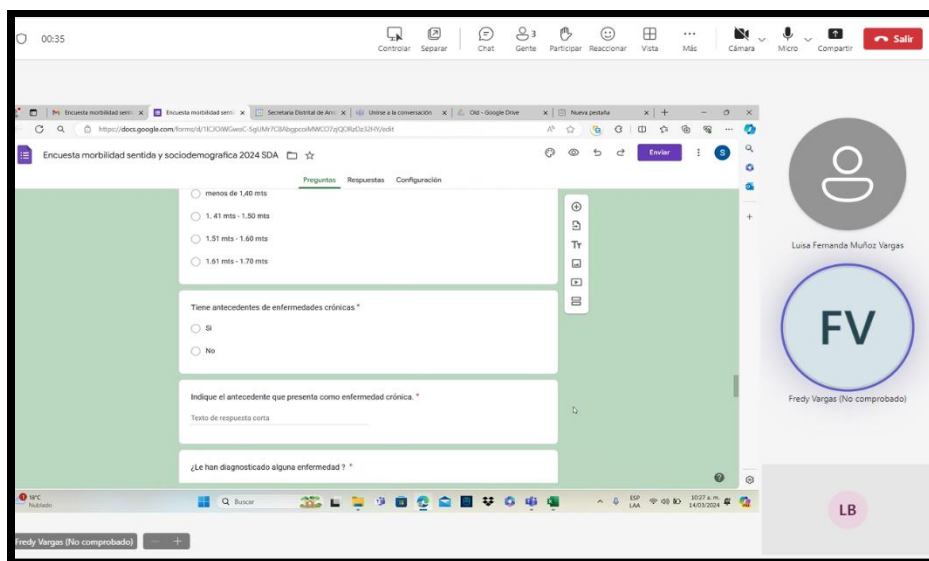 00:35
Controlar Separar Chat Gente 3 Participar Reaccionar Vista Más Cámara Micro Compartir Salir
Encuesta morbilidad senti Encuesta morbilidad senti Secretaria Distrital de Am Unirse a la conversación Old - Google Drive Nueva pestaña
Encuesta morbilidad sentida y sociodemografica 2024 SDA
Enviar
S
Preguntas Respuestas Configuración
menos de 1,40 mts
1. 41 mts - 1.50 mts
1.51 mts - 1.60 mts
1.61 mts - 1.70 mts
Tiene antecedentes de enfermedades crónicas *
Si
No
Indique el antecedente que presenta como enfermedad crónica. *
Texto de respuesta corta
¿Le han diagnosticado alguna enfermedad ? *
18°C
Nublado
Buscar
ESP
LAA
10:27 a. m.
14/03/2024
Fredy Vargas (No comprobado)
Luisa Fernanda Muñoz Vargas
FV
Fredy Vargas (No comprobado)
LB